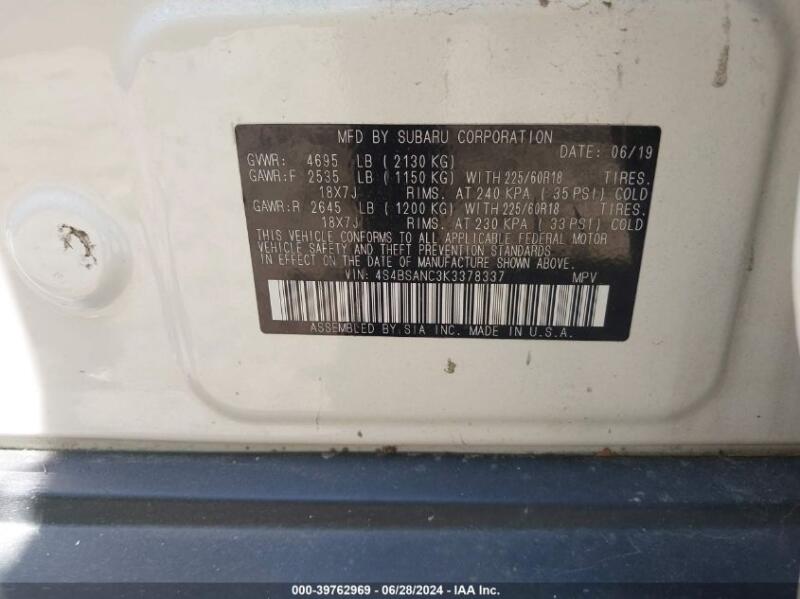 MFD BY SUBARU CORPORATION
GVWR: 4695 LB ( 2130 KG) DATE: 06/19
GAWR:F 2535 LB ( 1150 KG) WITH 225/60R18 TIRES.
18X7J RIMS. AT 240 KPA ( 35 PSI) COLD
GAWR:R 2645 LB ( 1200 KG) WITH 225/60R18 TIRES.
18X7J RIMS. AT 230 KPA ( 33 PSI) COLD
THIS VEHICLE CONFORMS TO ALL APPLICABLE FEDERAL MOTOR
VEHICLE SAFETY AND THEFT PREVENTION STANDARDS
IN EFFECT ON THE DATE OF MANUFACTURE SHOWN ABOVE.
VIN: 4S4BSANC3K3378337 MPV
ASSEMBLED BY SIA INC. MADE IN U.S.A.
000-39762969 - 06/28/2024 - IAA Inc.